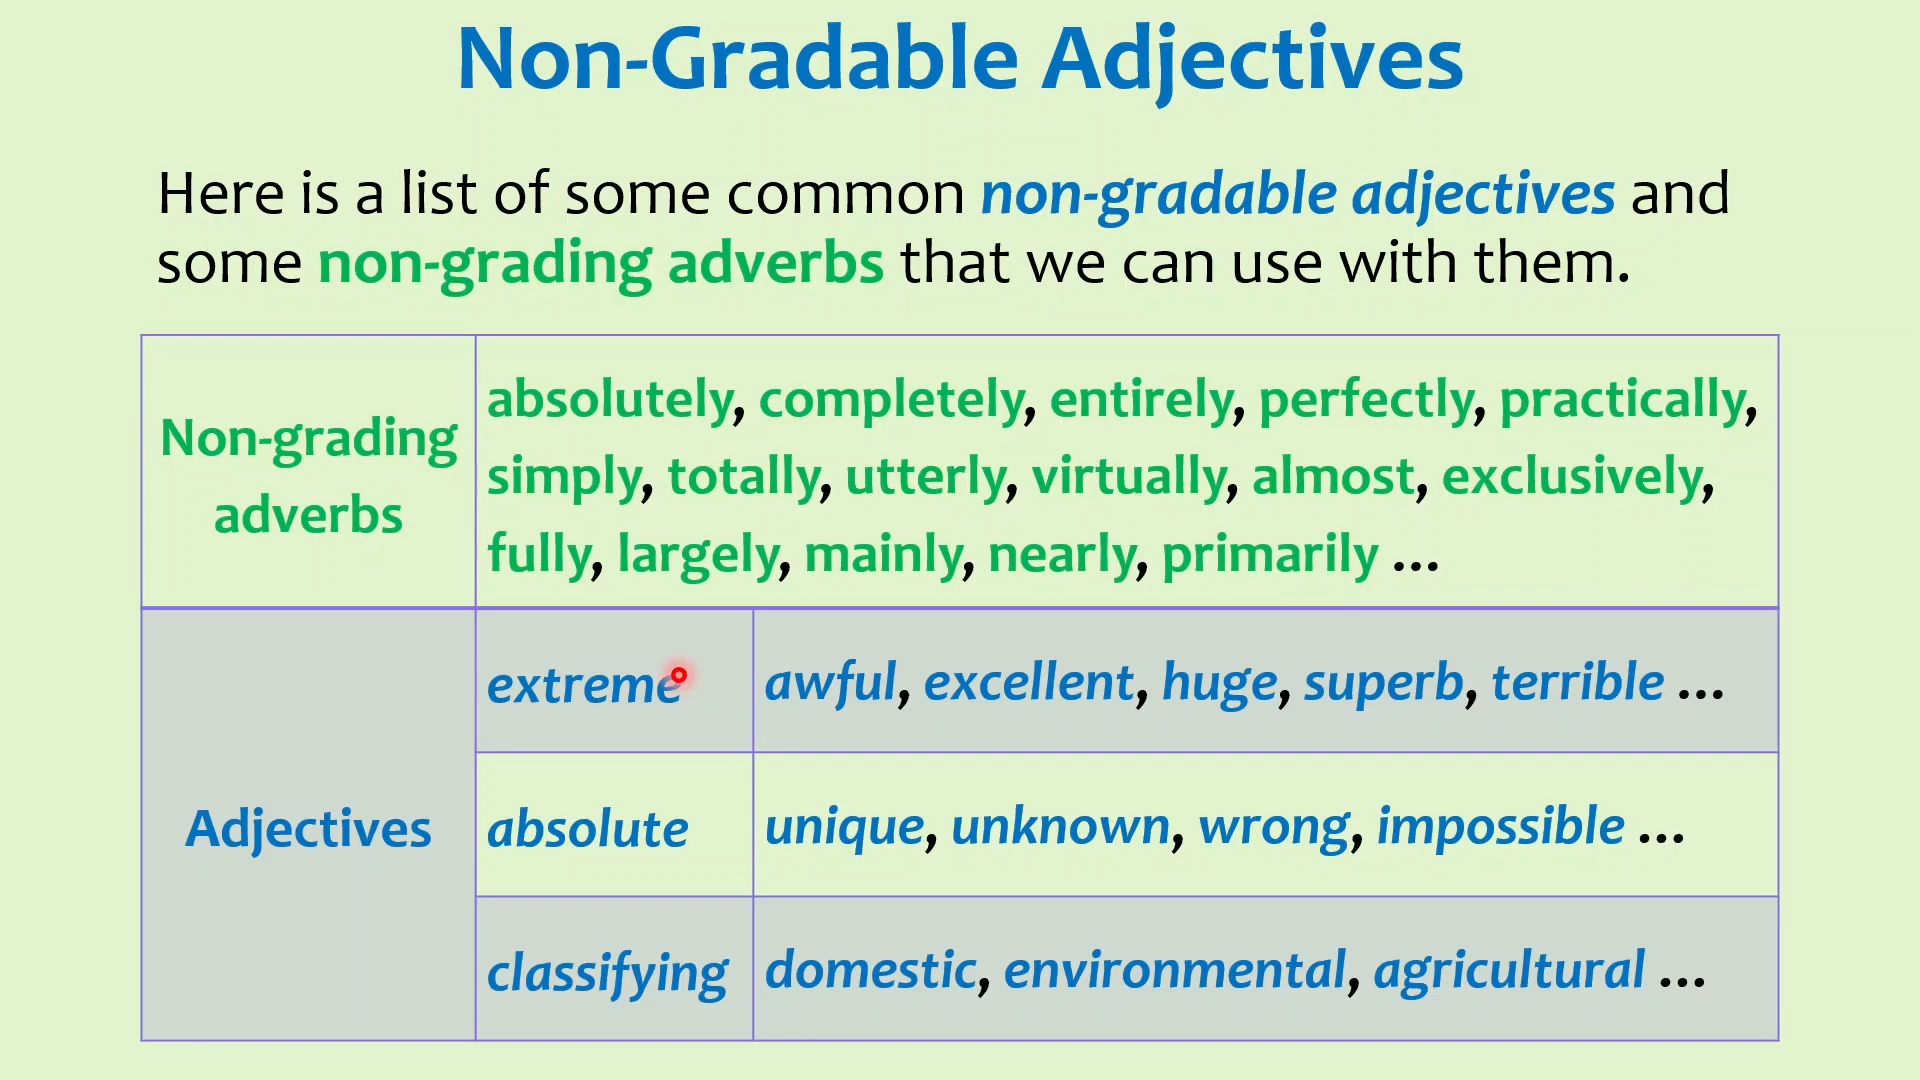 Non-Gradable Adjectives
Here is a list of some common non-gradable adjectives and
some non-grading adverbs that we can use with them.
Non-grading
adverbs
absolutely, completely, entirely, perfectly, practically,
simply, totally, utterly, virtually, almost, exclusively,
fully, largely, mainly, nearly, primarily ...
Adjectives
extreme
awful, excellent, huge, superb, terrible ...
absolute
unique, unknown, wrong, impossible ...
classifying
domestic, environmental, agricultural ...